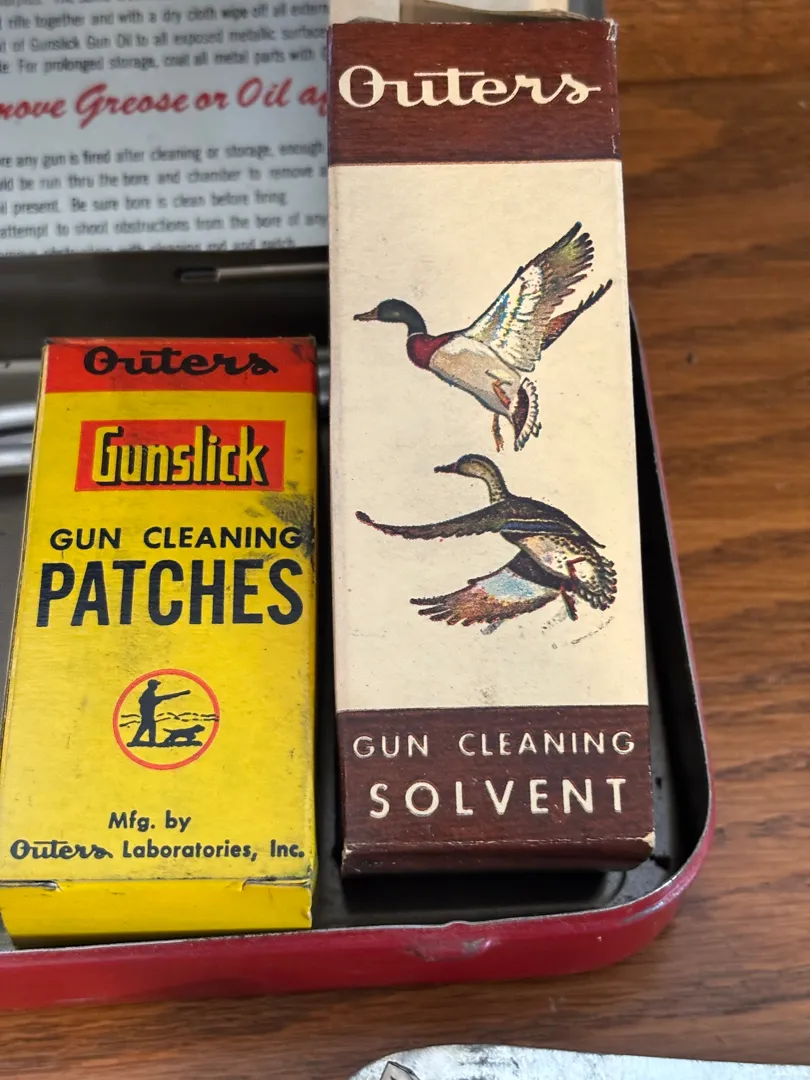 rifle together and with a dry cloth wipe off all
of Gunslick Gun Oil to all exposed metallic
For prolonged storage, coat all metal parts with
Grease or Oil
any gun is fired after cleaning or storage, enough
be run thru the bore and chamber to remove
present. Be sure bore is clean before firing.
attempt to shoot obstructions from the bore of any
cleaning rod and patch
Outers
GUN CLEANING
SOLVENT
Outers
Gunslick
GUN CLEANING
PATCHES
Mfg. by
Outers Laboratories, Inc.